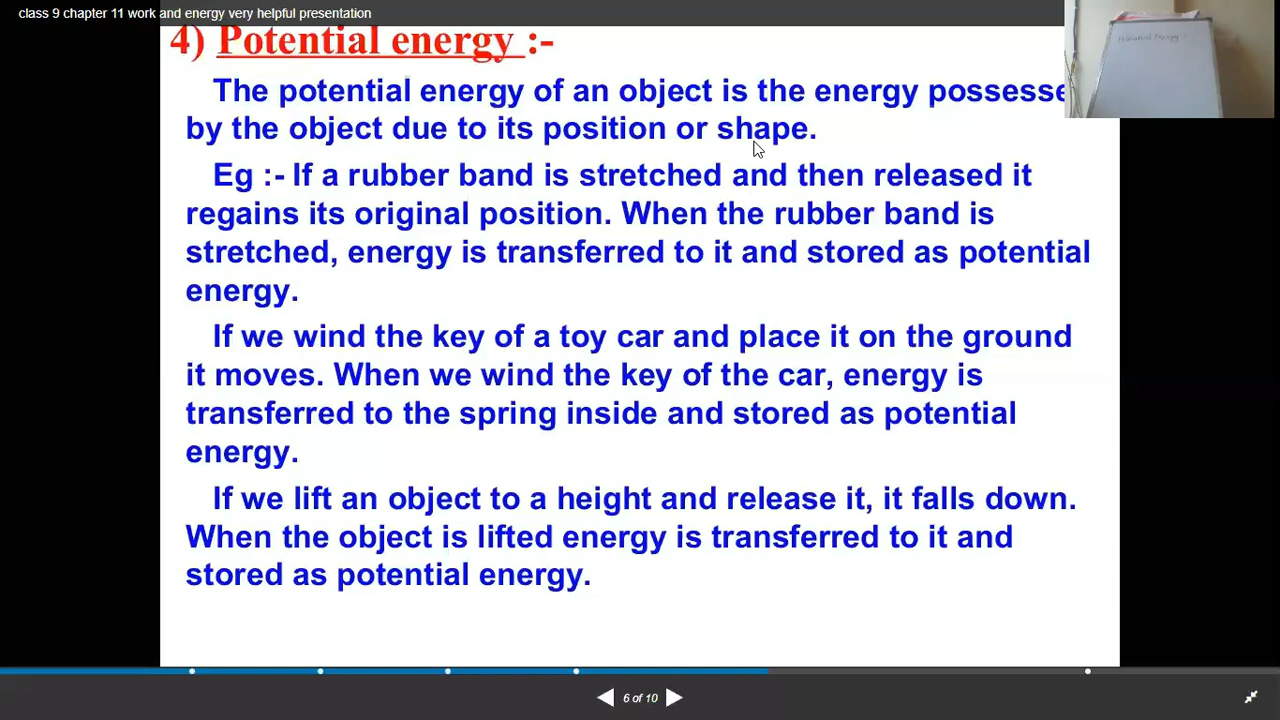 class 9 chapter 11 work and energy very helpful presentation
4) Potential energy :-
The potential energy of an object is the energy possesse
by the object due to its position or shape.
Eg :- If a rubber band is stretched and then released it
regains its original position. When the rubber band is
stretched, energy is transferred to it and stored as potential
energy.
If we wind the key of a toy car and place it on the ground
it moves. When we wind the key of the car, energy is
transferred to the spring inside and stored as potential
energy.
If we lift an object to a height and release it, it falls down.
When the object is lifted energy is transferred to it and
stored as potential energy.
6 of 10